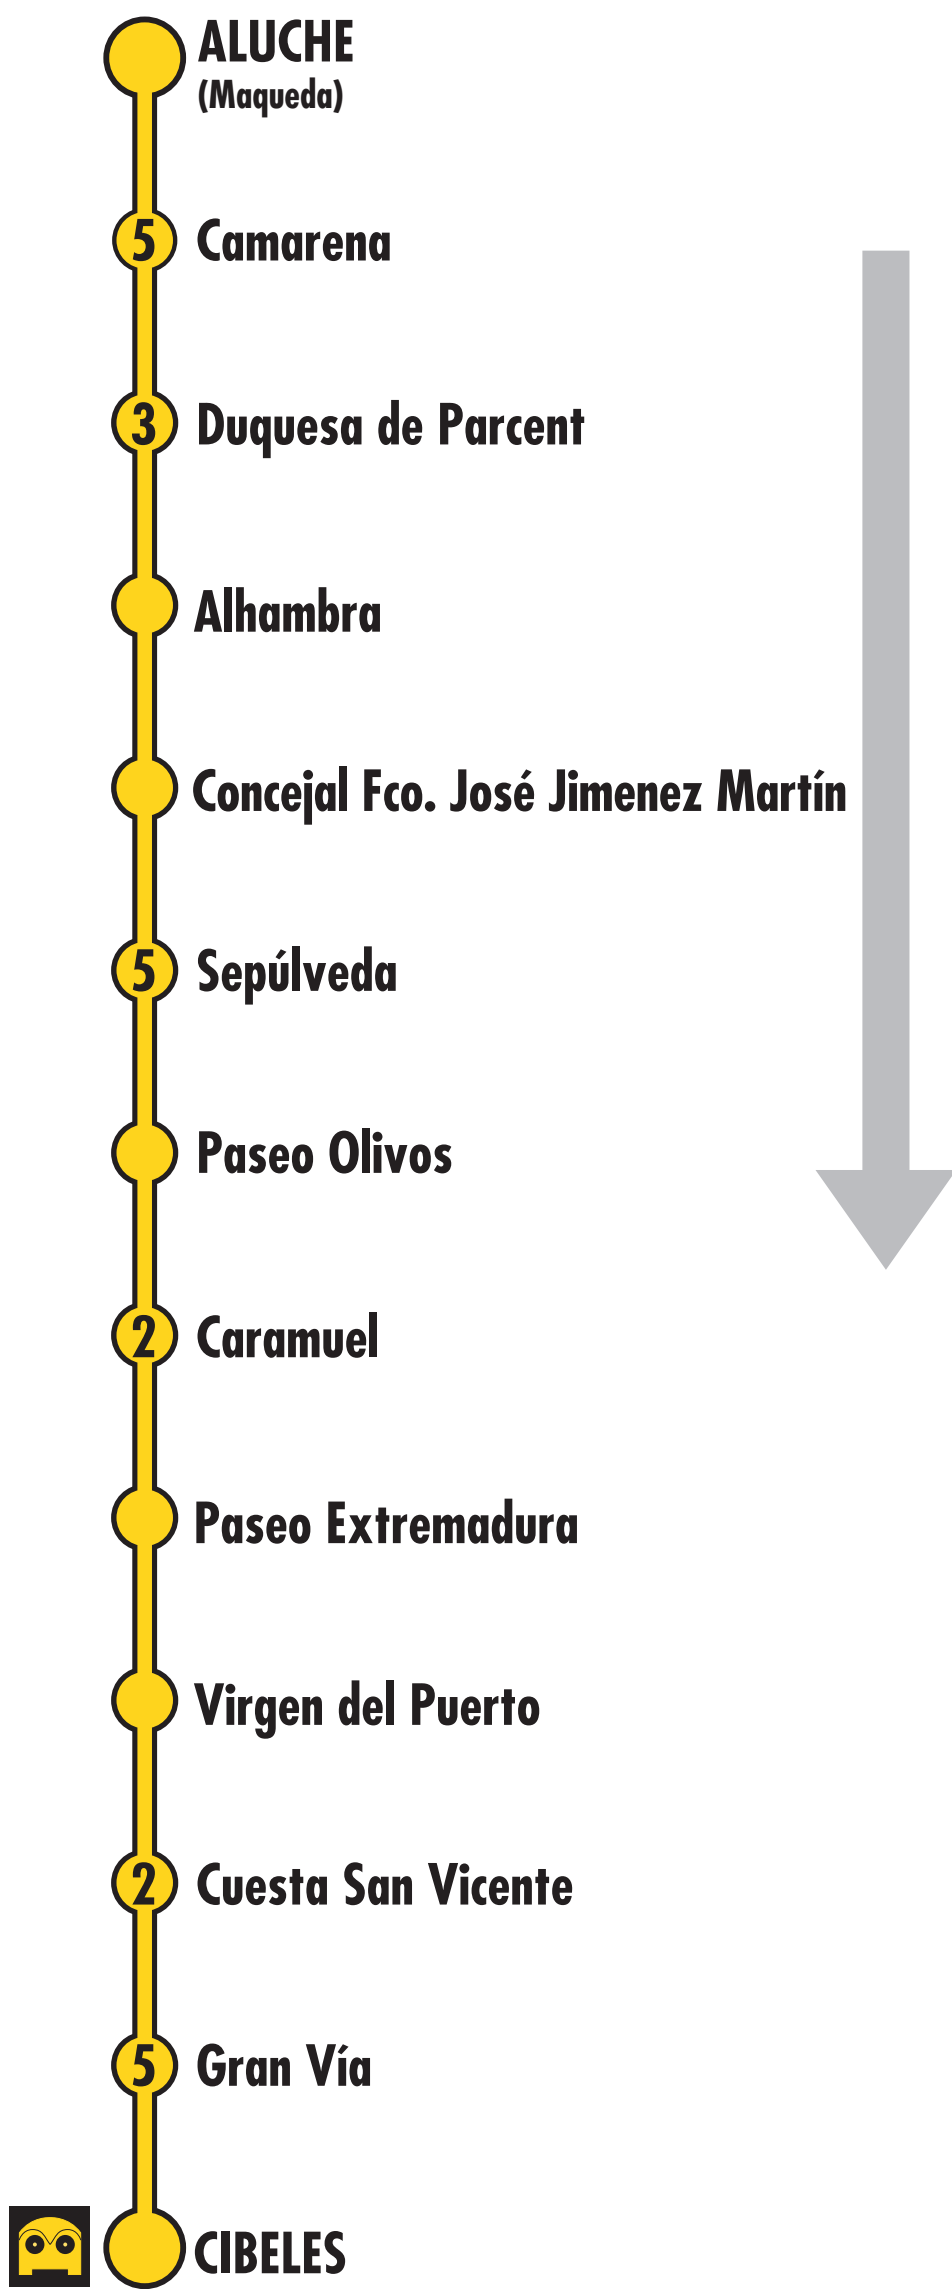 ALUCHE
(Maqueda)
5 Camarena
3 Duquesa de Parcent
Alhambra
Concejal Fco. José Jimenez Martín
5 Sepúlveda
Paseo Olivos
2 Caramuel
Paseo Extremadura
Virgen del Puerto
2 Cuesta San Vicente
5 Gran Vía
CIBELES